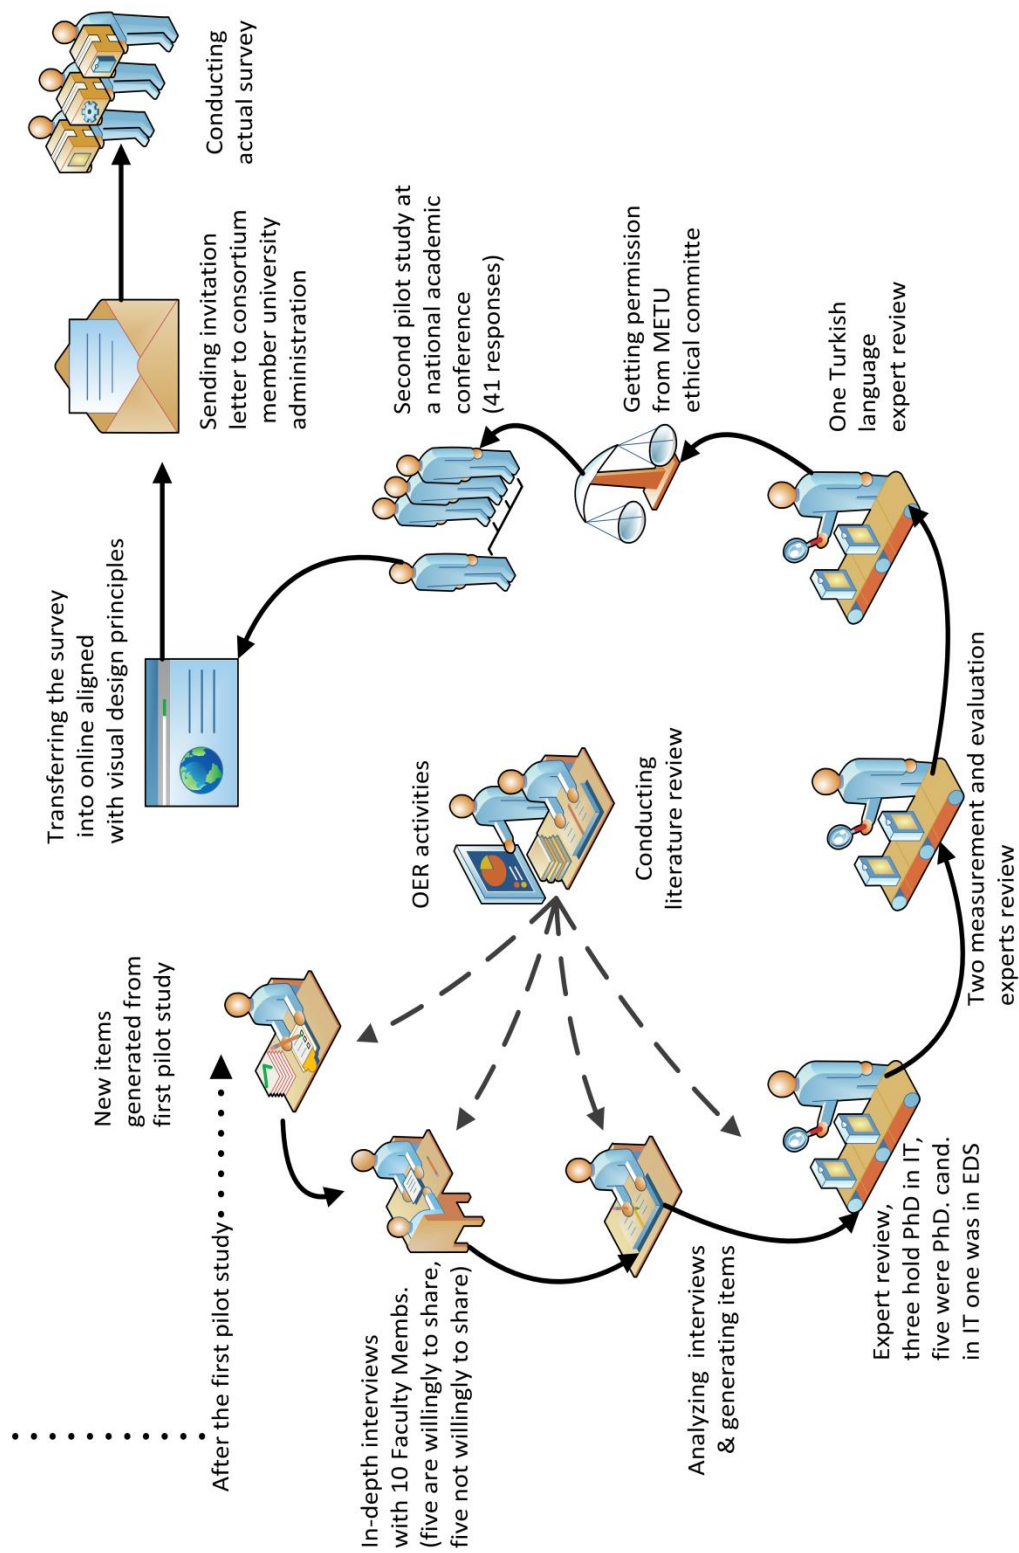 After the first pilot study
New items
generated from
first pilot study
In-depth interviews
with 10 Faculty Membs.
(five are willingly to share,
five not willingly to share)
Analyzing interviews
& generating items
Expert review,
three hold PhD in IT,
five were PhD. cand.
in IT one was in EDS
OER activities
Conducting
literature review
Two measurement and evaluation
experts review
One Turkish
language
expert review
Getting permission
from METU
ethical committe
Second pilot study at
a national academic
conference
(41 responses)
Transferring the survey
into online aligned
with visual design principles
Sending invitation
letter to consortium
member university
administration
Conducting
actual survey